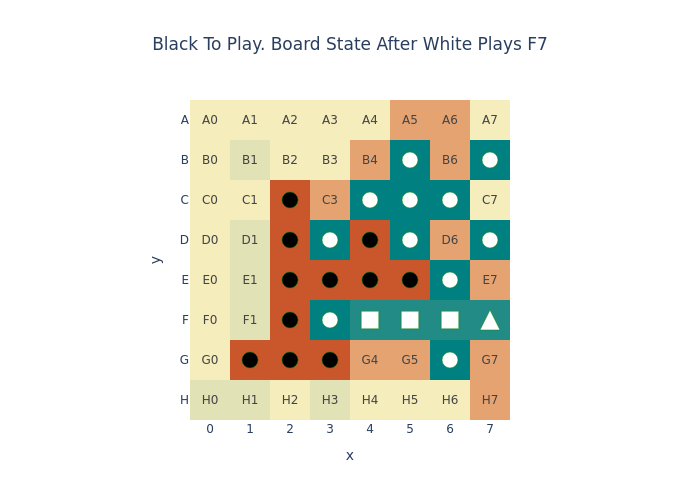 Black To Play. Board State After White Plays F7
A A0 A1 A2 A3 A4 A5 A6 A7
B B0 B1 B2 B3 B4 B6
C C0 C1 C3 C7
D D0 D1 D6
E E0 E1 E7
F F0 F1
G G0 G4 G5 G7
H H0 H1 H2 H3 H4 H5 H6 H7
0 1 2 3 4 5 6 7
x
y